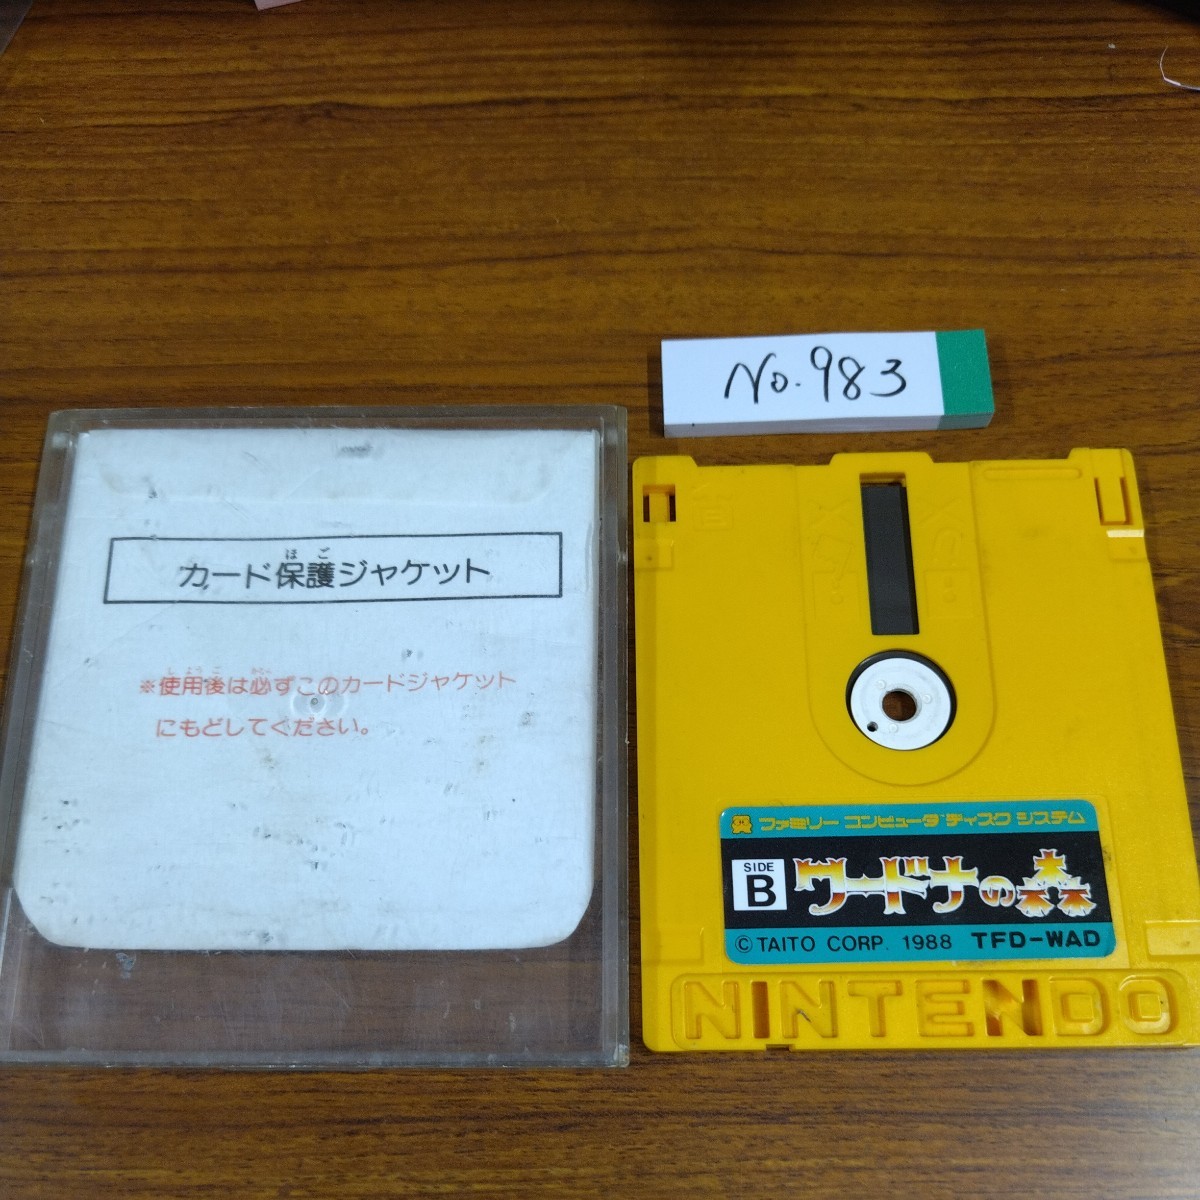 No.983
カード保護ジャケット
ほご
※使用後は必ずこのカードジャケット
にもどしてください。
ファミリー コンピュータ ディスク システム
SIDE
B
ワードナの森
©TAITO CORP. 1988 TFD-WAD
NINTENDO